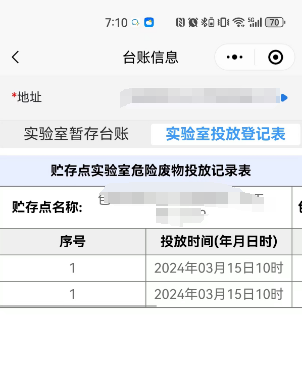 7:10
70
台账信息
*地址
实验室暂存台账 实验室投放登记表
贮存点实验室危险废物投放记录表
贮存点名称:
序号 投放时间(年月日时)
1 2024年03月15日10时
1 2024年03月15日10时